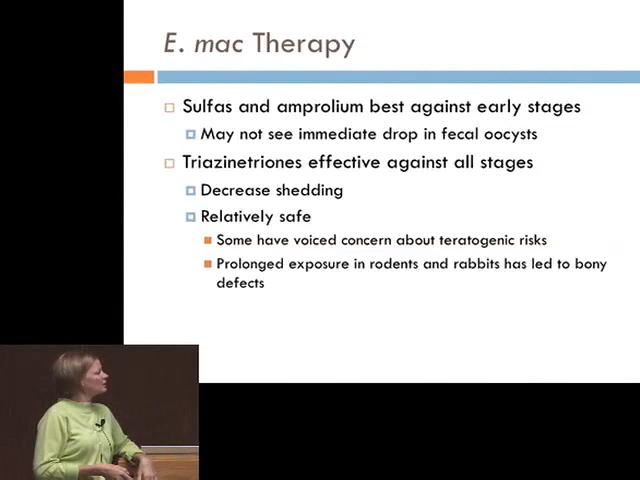 E. mac Therapy
Sulfas and amprolium best against early stages
May not see immediate drop in fecal oocysts
Triazinetriones effective against all stages
Decrease shedding
Relatively safe
Some have voiced concern about teratogenic risks
Prolonged exposure in rodents and rabbits has led to bony
defects